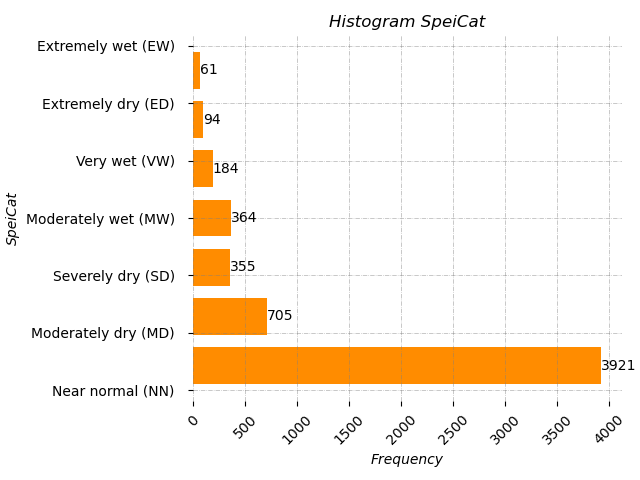 Histogram SpeiCat
Extremely wet (EW)
61
Extremely dry (ED)
94
Very wet (VW)
184
Moderately wet (MW)
364
Severely dry (SD)
355
Moderately dry (MD)
705
3921
Near normal (NN)
SpeiCat
0 500 1000 1500 2000 2500 3000 3500 4000
Frequency